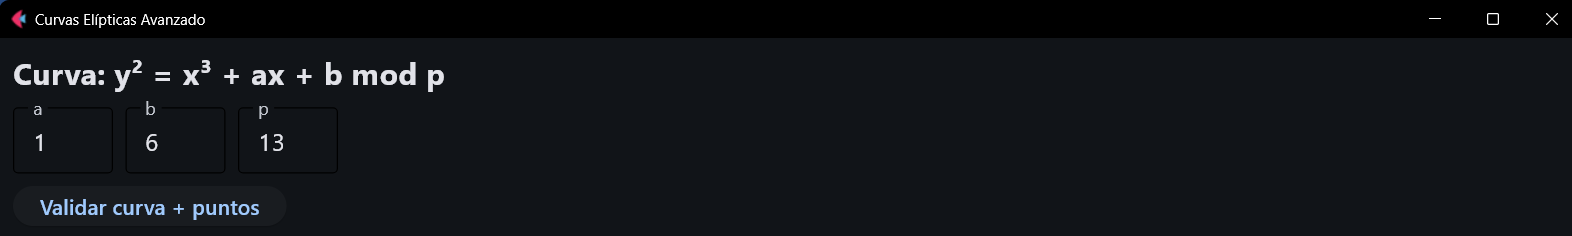 Curvas Elípticas Avanzado
Curva: y² = x³ + ax + b mod p
a b p
1 6 13
Validar curva + puntos